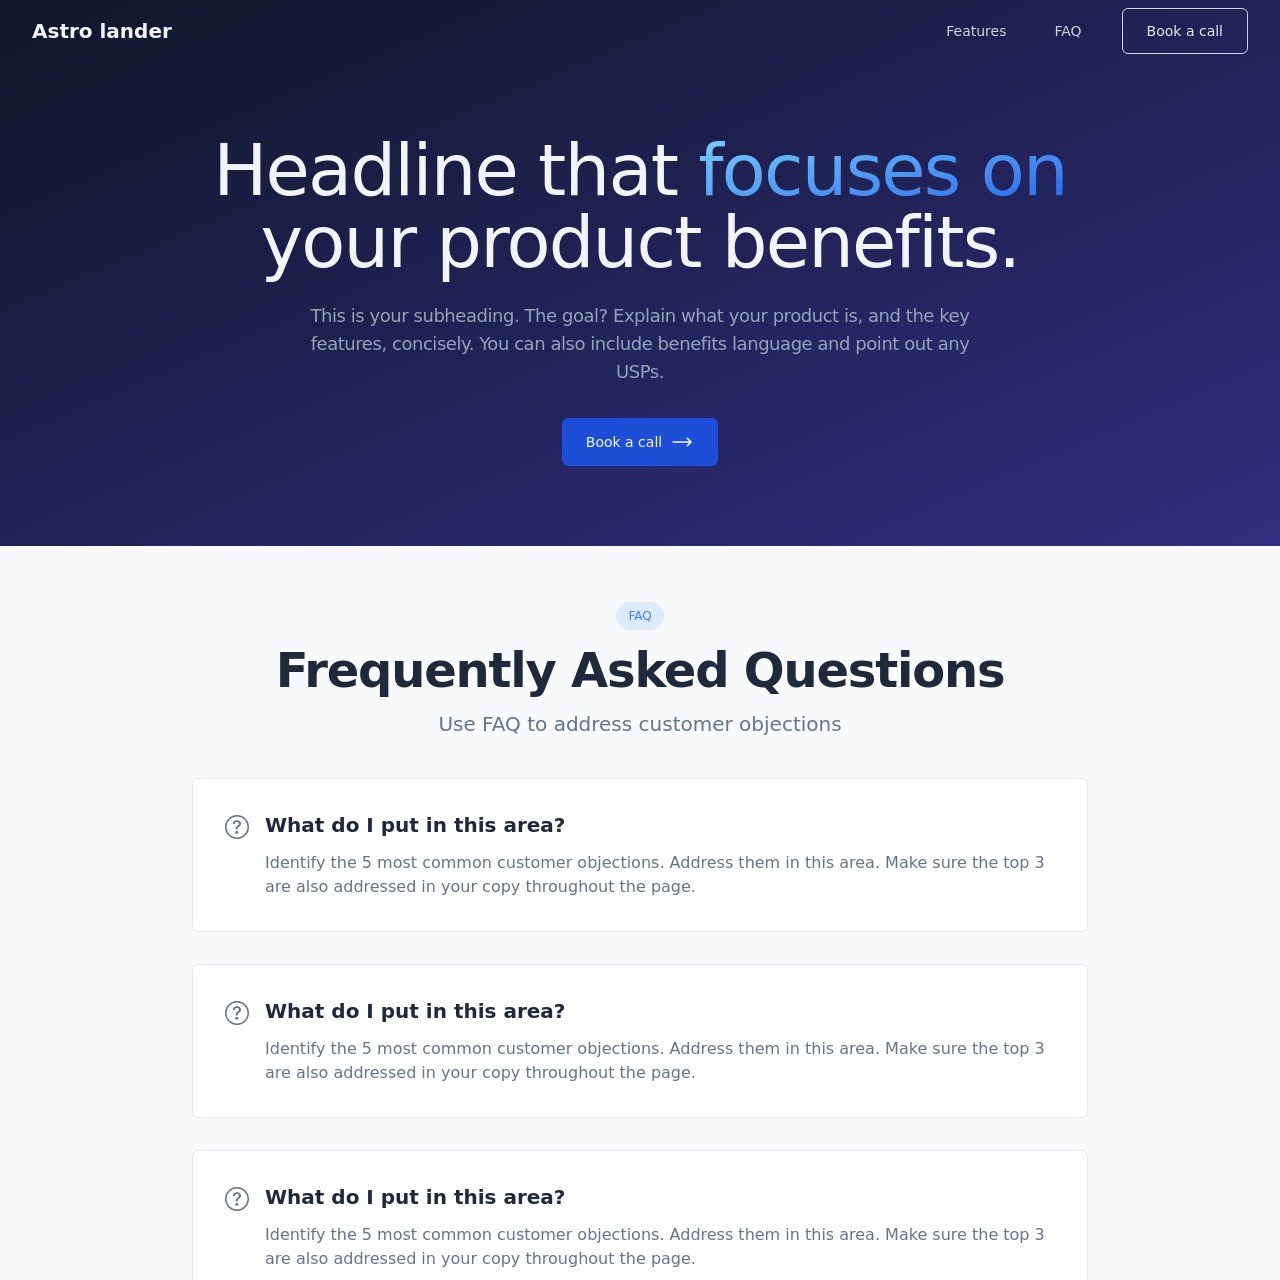 Astro lander
Features
FAQ
Book a call
Headline that focuses on
your product benefits.
This is your subheading. The goal? Explain what your product is, and the key
features, concisely. You can also include benefits language and point out any
USPs.
Book a call
FAQ
Frequently Asked Questions
Use FAQ to address customer objections
What do I put in this area?
Identify the 5 most common customer objections. Address them in this area. Make sure the top 3
are also addressed in your copy throughout the page.
What do I put in this area?
Identify the 5 most common customer objections. Address them in this area. Make sure the top 3
are also addressed in your copy throughout the page.
What do I put in this area?
Identify the 5 most common customer objections. Address them in this area. Make sure the top 3
are also addressed in your copy throughout the page.